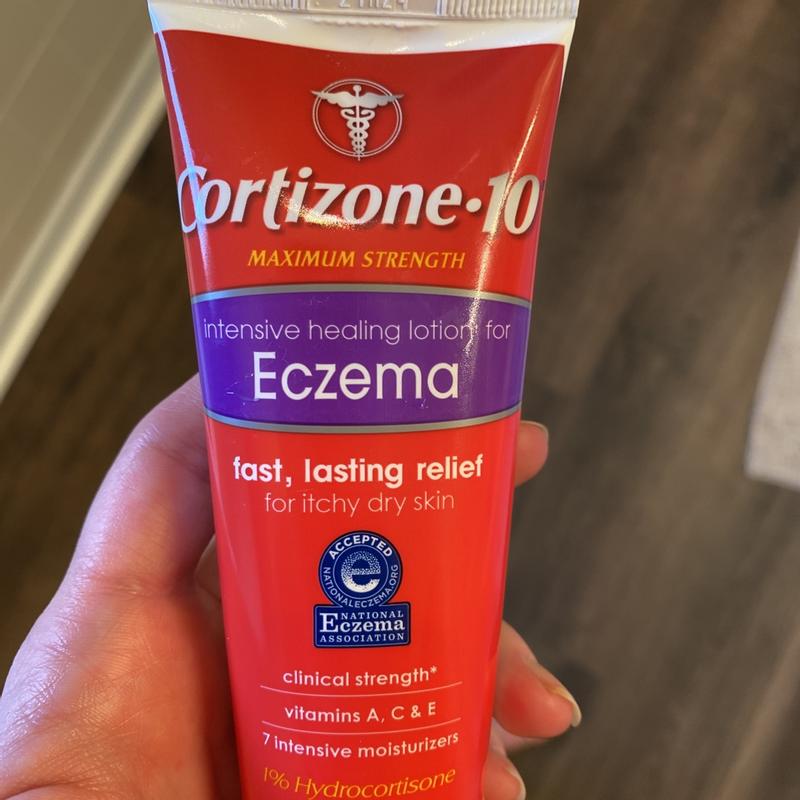 Cortizone•10
MAXIMUM STRENGTH
intensive healing lotion for
Eczema
fast, lasting relief
for itchy dry skin
ACCEPTED
NATIONALECZEMA.ORG
e
NATIONAL
Eczema
ASSOCIATION
clinical strength*
vitamins A, C & E
7 intensive moisturizers
1% Hydrocortisone